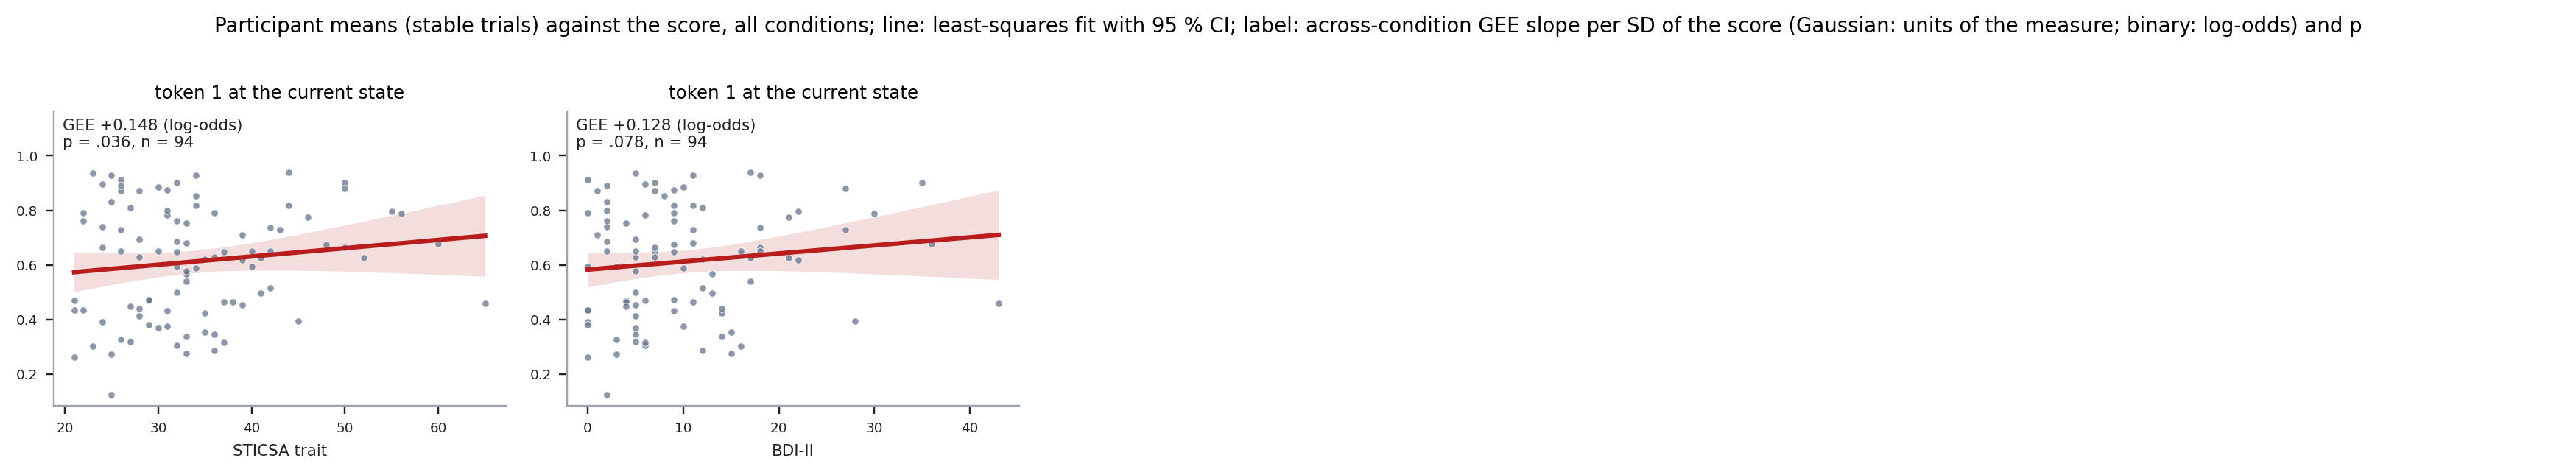 Participant means (stable trials) against the score, all conditions; line: least-squares fit with 95 % CI; label: across-condition GEE slope per SD of the score (Gaussian: units of the measure; binary: log-odds) and p
token 1 at the current state
GEE +0.148 (log-odds)
p = .036, n = 94
1.0
0.8
0.6
0.4
0.2
20 30 40 50 60
STICSA trait
token 1 at the current state
GEE +0.128 (log-odds)
p = .078, n = 94
1.0
0.8
0.6
0.4
0.2
0 10 20 30 40
BDI-II